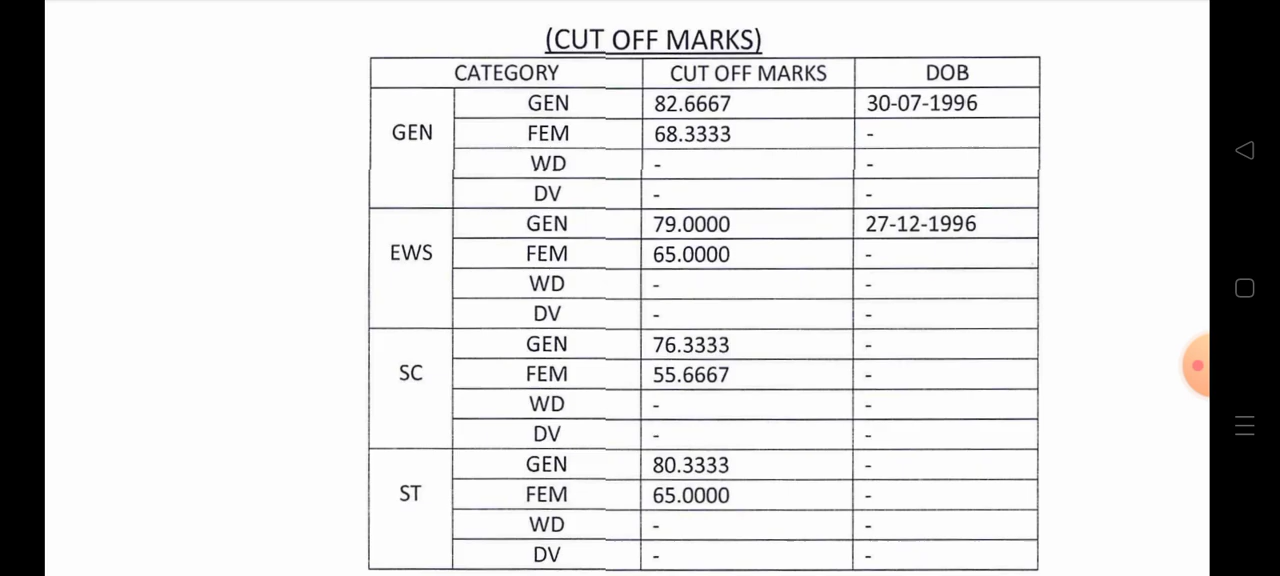 (CUT OFF MARKS)
CATEGORY CUT OFF MARKS DOB
GEN GEN 82.6667 30-07-1996
FEM 68.3333 -
WD - -
DV - -
EWS GEN 79.0000 27-12-1996
FEM 65.0000 -
WD - -
DV - -
SC GEN 76.3333 -
FEM 55.6667 -
WD - -
DV - -
ST GEN 80.3333 -
FEM 65.0000 -
WD - -
DV - -